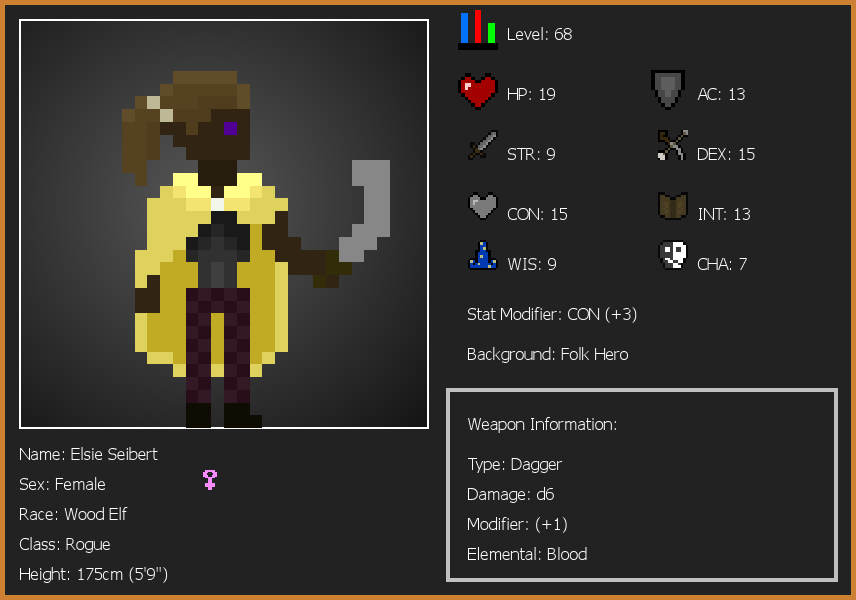 Level: 68
HP: 19
AC: 13
STR: 9
DEX: 15
CON: 15
INT: 13
WIS: 9
CHA: 7
Stat Modifier: CON (+3)
Background: Folk Hero
Weapon Information:
Type: Dagger
Damage: d6
Modifier: (+1)
Elemental: Blood
Name: Elsie Seibert
Sex: Female
Race: Wood Elf
Class: Rogue
Height: 175cm (5'9")